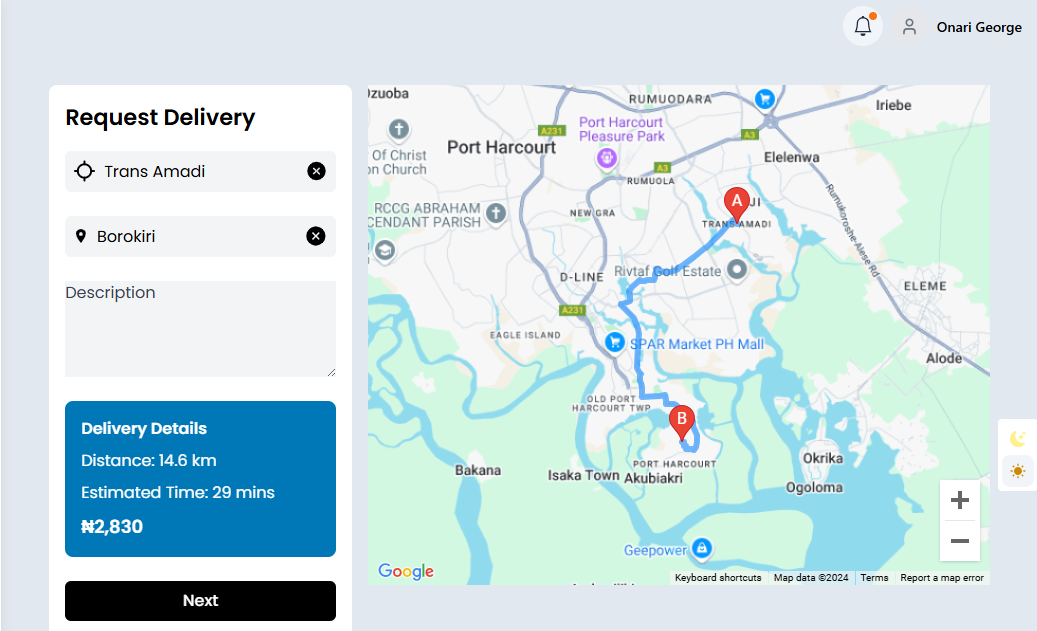 Onari George
Request Delivery
Trans Amadi
Borokiri
Description
Delivery Details
Distance: 14.6 km
Estimated Time: 29 mins
₦2,830
Next
RUMUODARA
Iriebe
A231
Port Harcourt
Pleasure Park
A3
Port Harcourt
Of Christ
on Church
Elelenwa
A3
RUMUOLA
RCCG ABRAHAM
CENDANT PARISH
NEW GRA
A
TRANS AMADI
Rumukoroshe-Alese Rd
D-LINE
Rivtaf Golf Estate
ELEME
A231
EAGLE ISLAND
SPAR Market PH Mall
Alode
OLD PORT
HARCOURT TWP
B
Bakana
Isaka Town
PORT HARCOURT
Akubiakri
Okrika
Ogoloma
Geepower
Google
Keyboard shortcuts
Map data ©2024
Terms
Report a map error